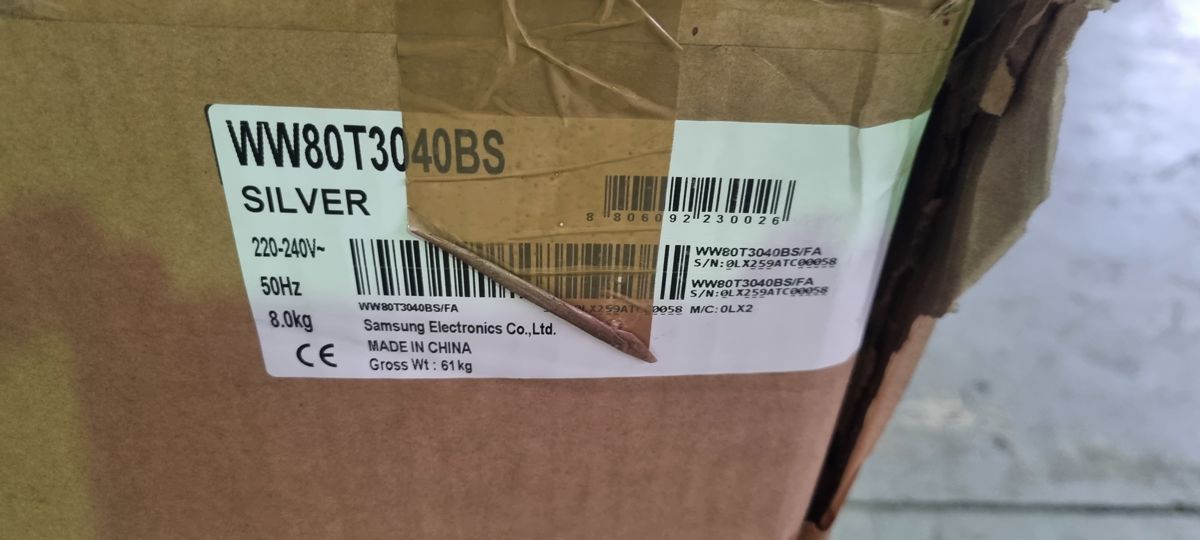 WW80T3040BS
SILVER
8 806092 230026
220-240V~
50Hz
8.0kg
CE
WW80T3040BS/FA
S/N:0LX259ATC00058
WW80T3040BS/FA
S/N:0LX259ATC00058
WW80T3040BS/FA
0LX259ATC00058 M/C:0LX2
Samsung Electronics Co.,Ltd.
MADE IN CHINA
Gross Wt : 61kg